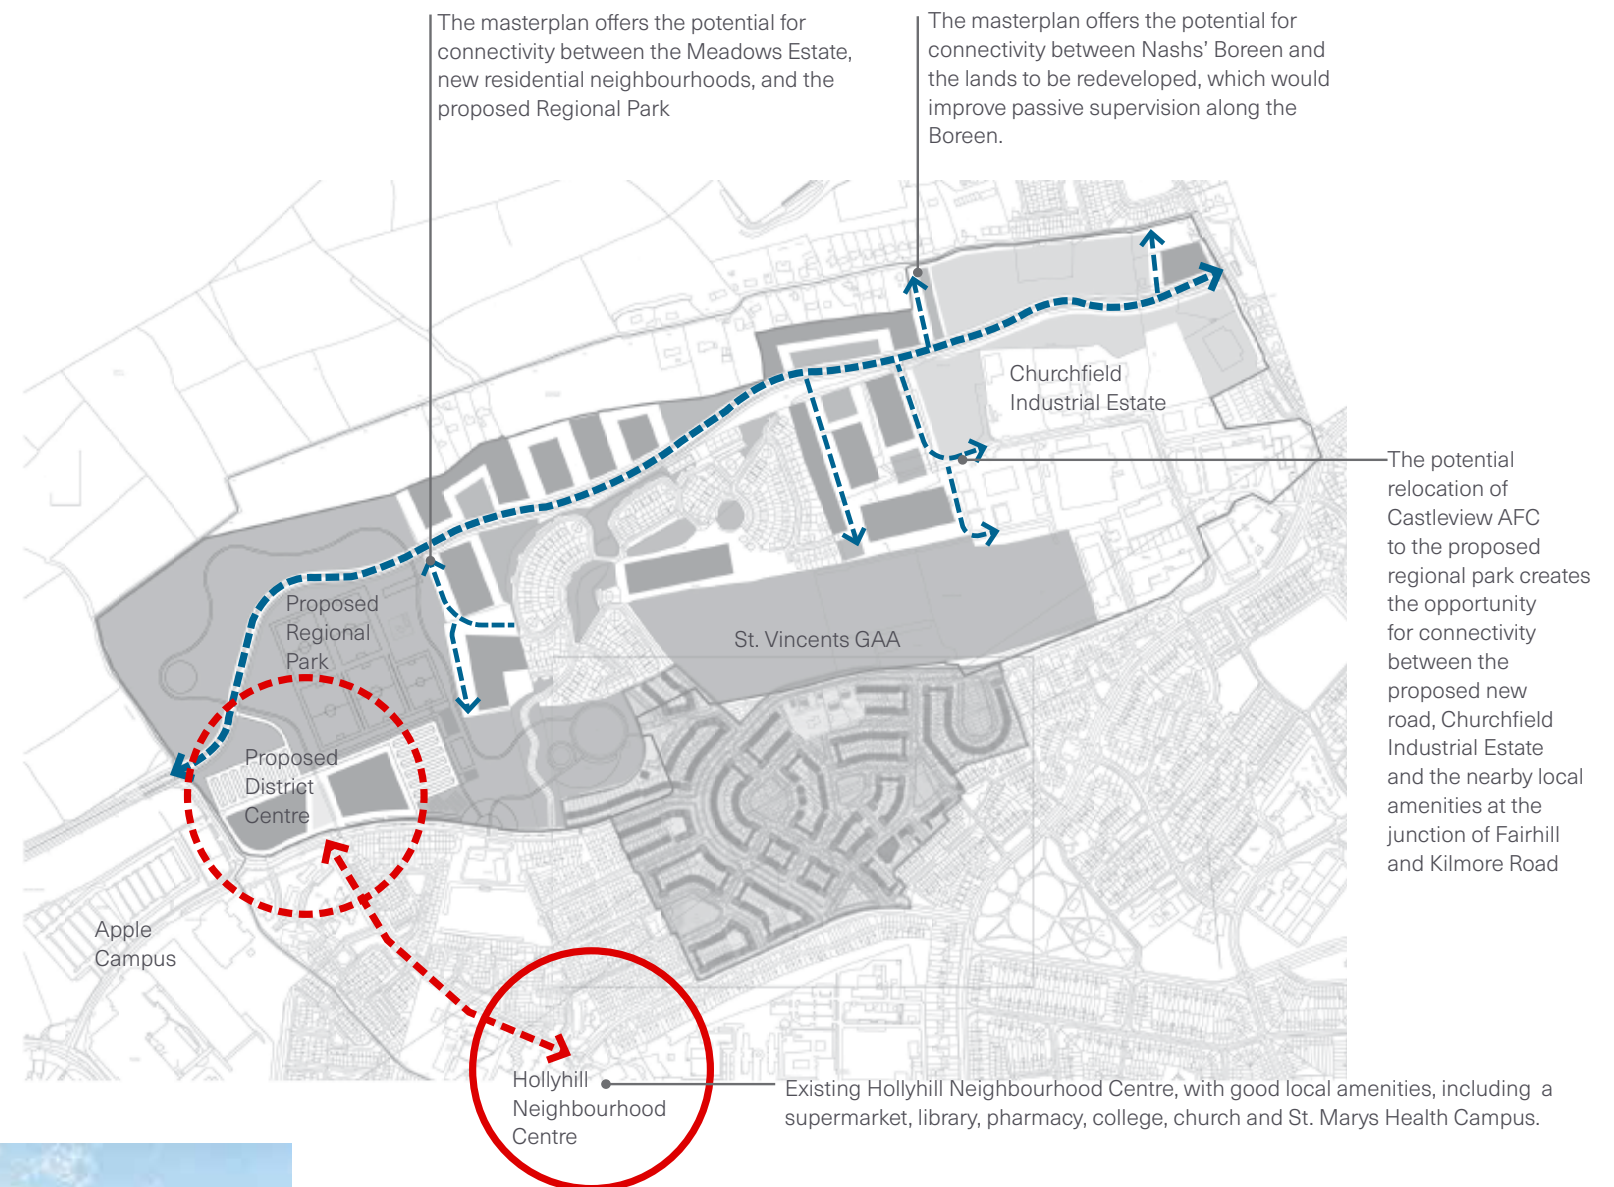 The masterplan offers the potential for
connectivity between the Meadows Estate,
new residential neighbourhoods, and the
proposed Regional Park
The masterplan offers the potential for
connectivity between Nashs’ Boreen and
the lands to be redeveloped, which would
improve passive supervision along the
Boreen.
Churchfield
Industrial Estate
The potential
relocation of
Castleview AFC
to the proposed
regional park creates
the opportunity
for connectivity
between the
proposed new
road, Churchfield
Industrial Estate
and the nearby local
amenities at the
junction of Fairhill
and Kilmore Road
Proposed
Regional
Park
St. Vincents GAA
Proposed
District
Centre
Apple
Campus
Hollyhill
Neighbourhood
Centre
Existing Hollyhill Neighbourhood Centre, with good local amenities, including a
supermarket, library, pharmacy, college, church and St. Marys Health Campus.